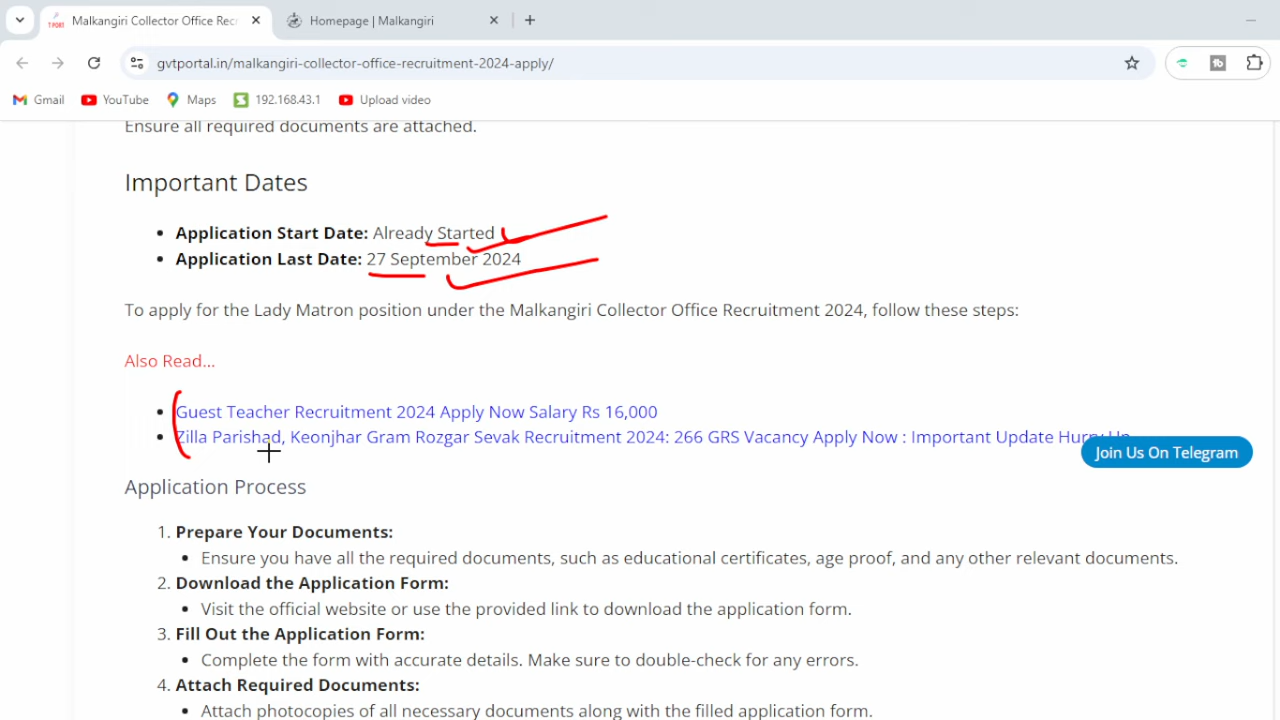 Malkangiri Collector Office Rec
Homepage | Malkangiri
gvtportal.in/malkangiri-collector-office-recruitment-2024-apply/
Gmail YouTube Maps 192.168.43.1 Upload video
Ensure all required documents are attached.
Important Dates
• Application Start Date: Already Started
• Application Last Date: 27 September 2024
To apply for the Lady Matron position under the Malkangiri Collector Office Recruitment 2024, follow these steps:
Also Read...
• Guest Teacher Recruitment 2024 Apply Now Salary Rs 16,000
• Zilla Parishad, Keonjhar Gram Rozgar Sevak Recruitment 2024: 266 GRS Vacancy Apply Now : Important Update Hurry Up
Join Us On Telegram
Application Process
1. Prepare Your Documents:
• Ensure you have all the required documents, such as educational certificates, age proof, and any other relevant documents.
2. Download the Application Form:
• Visit the official website or use the provided link to download the application form.
3. Fill Out the Application Form:
• Complete the form with accurate details. Make sure to double-check for any errors.
4. Attach Required Documents:
• Attach photocopies of all necessary documents along with the filled application form.